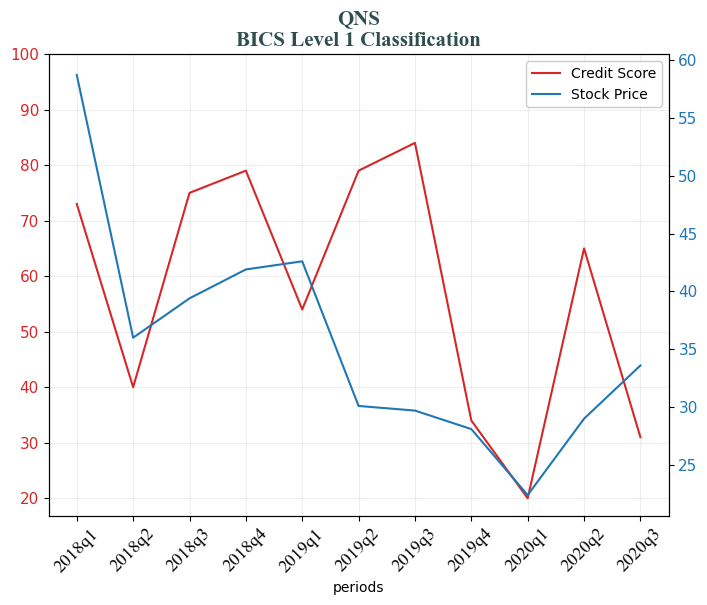 QNS
BICS Level 1 Classification
100
90
80
70
60
50
40
30
20
60
55
50
45
40
35
30
25
Credit Score
Stock Price
2018q1
2018q2
2018q3
2018q4
2019q1
2019q2
2019q3
2019q4
2020q1
2020q2
2020q3
periods